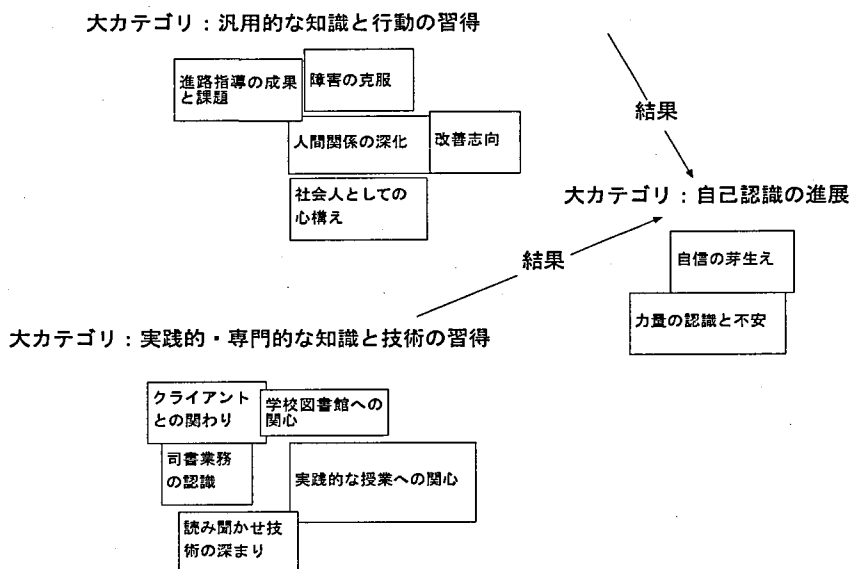 大カテゴリ：汎用的な知識と行動の習得
進路指導の成果
と課題
障害の克服
人間関係の深化
改善志向
社会人としての
心構え
結果
大カテゴリ：自己認識の進展
自信の芽生え
力量の認識と不安
結果
大カテゴリ：実践的・専門的な知識と技術の習得
クライアント
との関わり
学校図書館への
関心
司書業務
の認識
実践的な授業への関心
読み聞かせ技
術の深まり